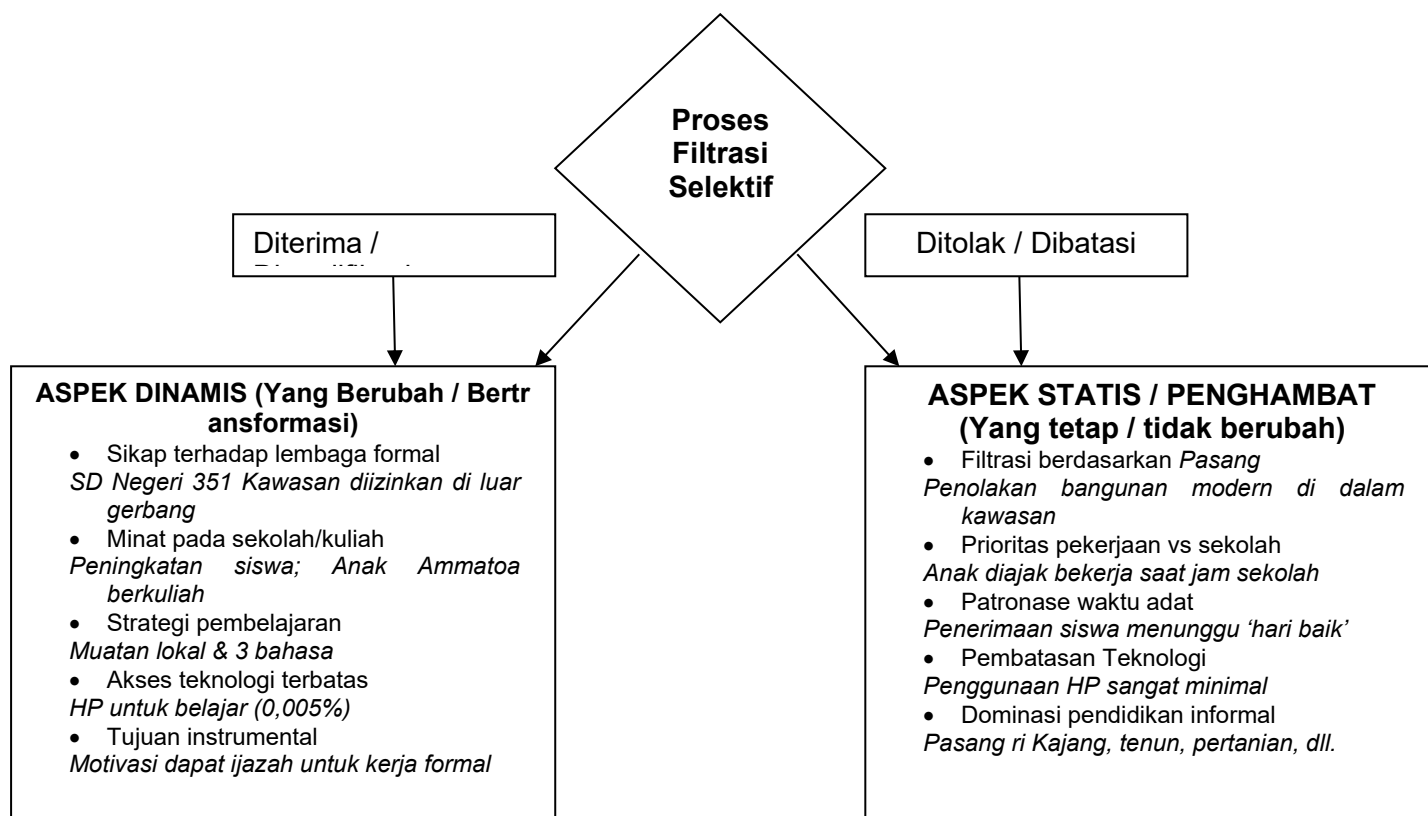 Proses
Filtrasi
Selektif
Diterima /
Ditolak / Dibatasi
ASPEK DINAMIS (Yang Berubah / Bertr
ansformasi)
• Sikap terhadap lembaga formal
SD Negeri 351 Kawasan diizinkan di luar
gerbang
• Minat pada sekolah/kuliah
Peningkatan siswa; Anak Ammatoa
berkuliah
• Strategi pembelajaran
Muatan lokal & 3 bahasa
• Akses teknologi terbatas
HP untuk belajar (0,005%)
• Tujuan instrumental
Motivasi dapat ijazah untuk kerja formal
ASPEK STATIS / PENGHAMBAT
(Yang tetap / tidak berubah)
• Filtrasi berdasarkan Pasang
Penolakan bangunan modern di dalam
kawasan
• Prioritas pekerjaan vs sekolah
Anak diajak bekerja saat jam sekolah
• Patronase waktu adat
Penerimaan siswa menunggu ‘hari baik’
• Pembatasan Teknologi
Penggunaan HP sangat minimal
• Dominasi pendidikan informal
Pasang ri Kajang, tenun, pertanian, dll.